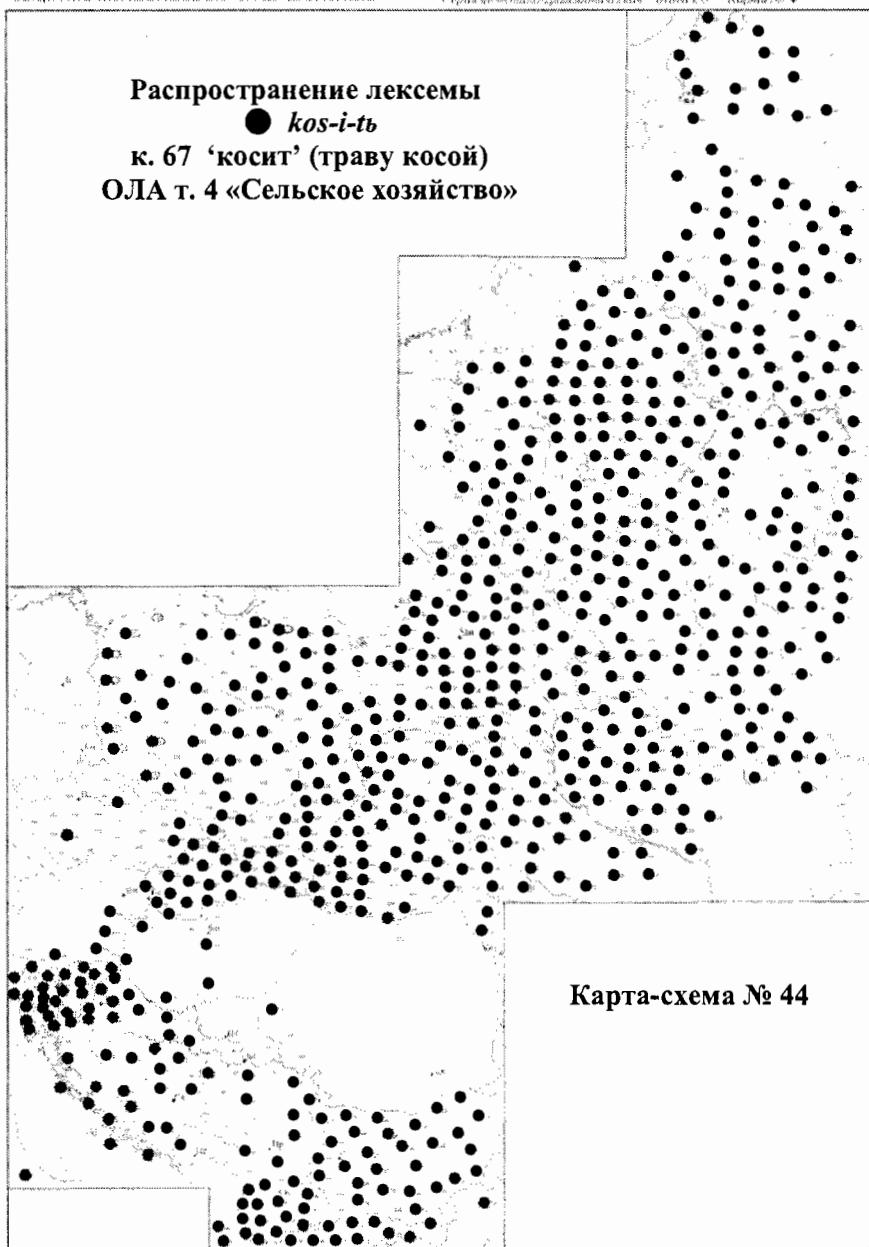 Распространение лексемы
● kos-i-tь
к. 67 ‘косит’ (траву косой)
ОЛА т. 4 «Сельское хозяйство»
Карта-схема № 44